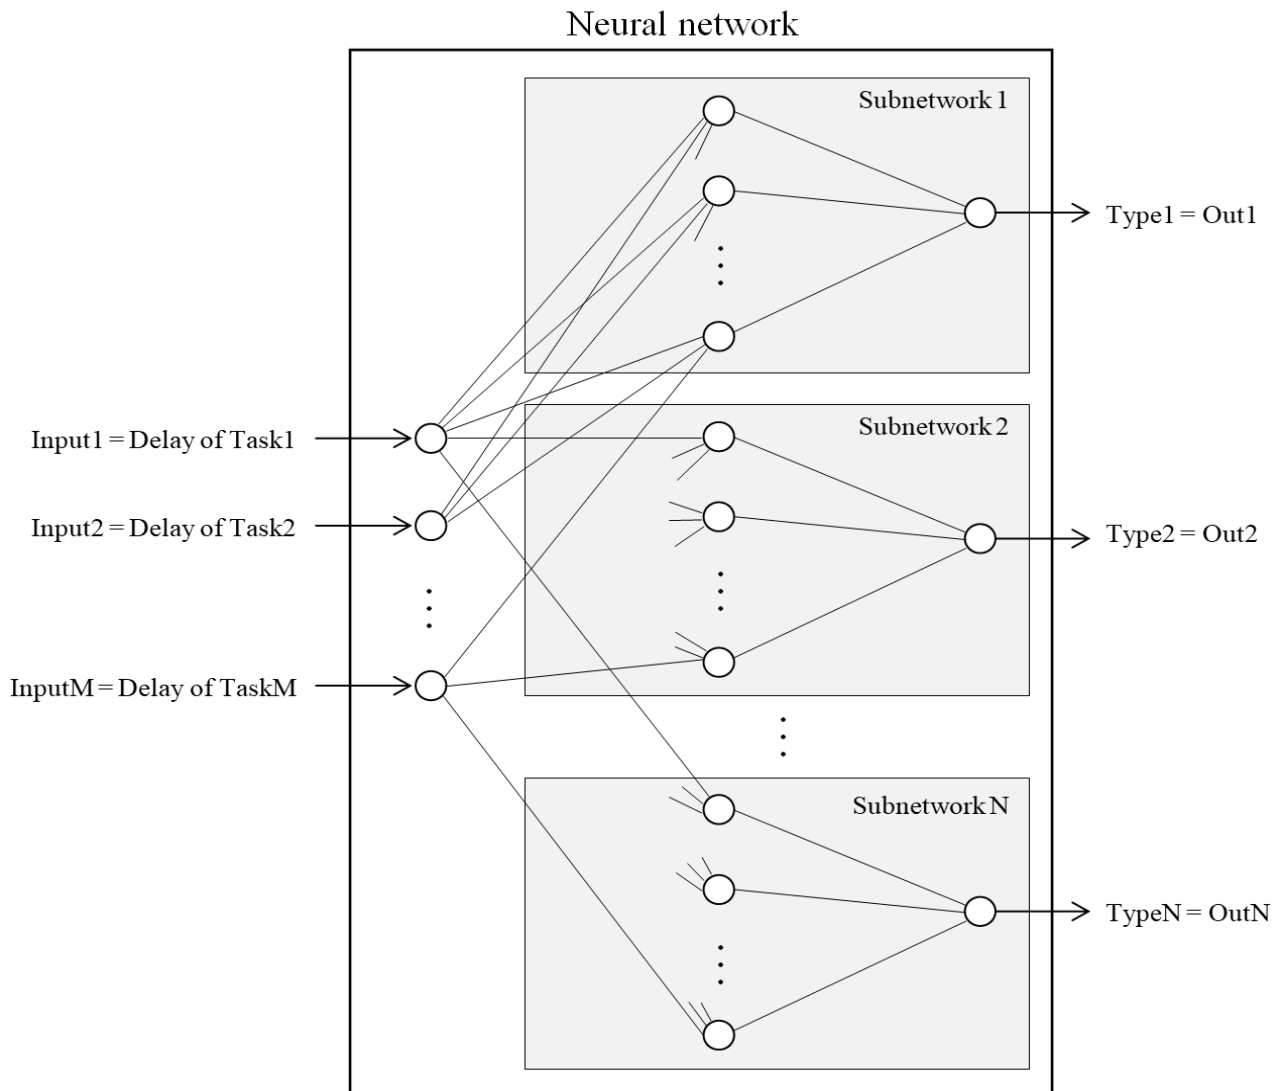 Neural network
Subnetwork 1
Type1 = Out1
Input1 = Delay of Task1
Subnetwork 2
Input2 = Delay of Task2
Type2 = Out2
InputM = Delay of TaskM
Subnetwork N
TypeN = OutN